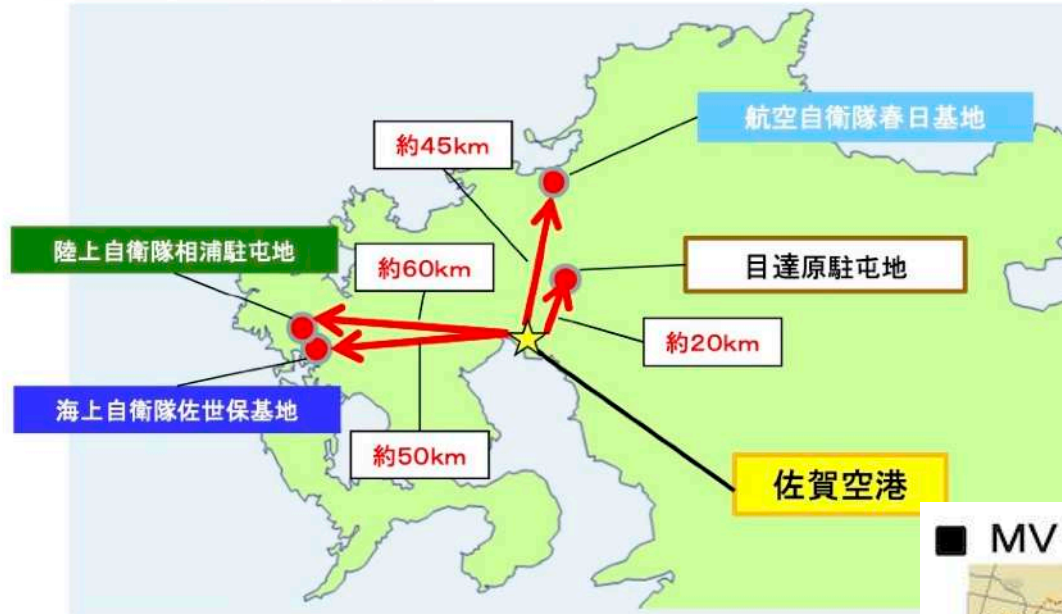 航空自衛隊春日基地
約45km
陸上自衛隊相浦駐屯地
約60km
目達原駐屯地
約20km
海上自衛隊佐世保基地
約50km
佐賀空港
■ MV